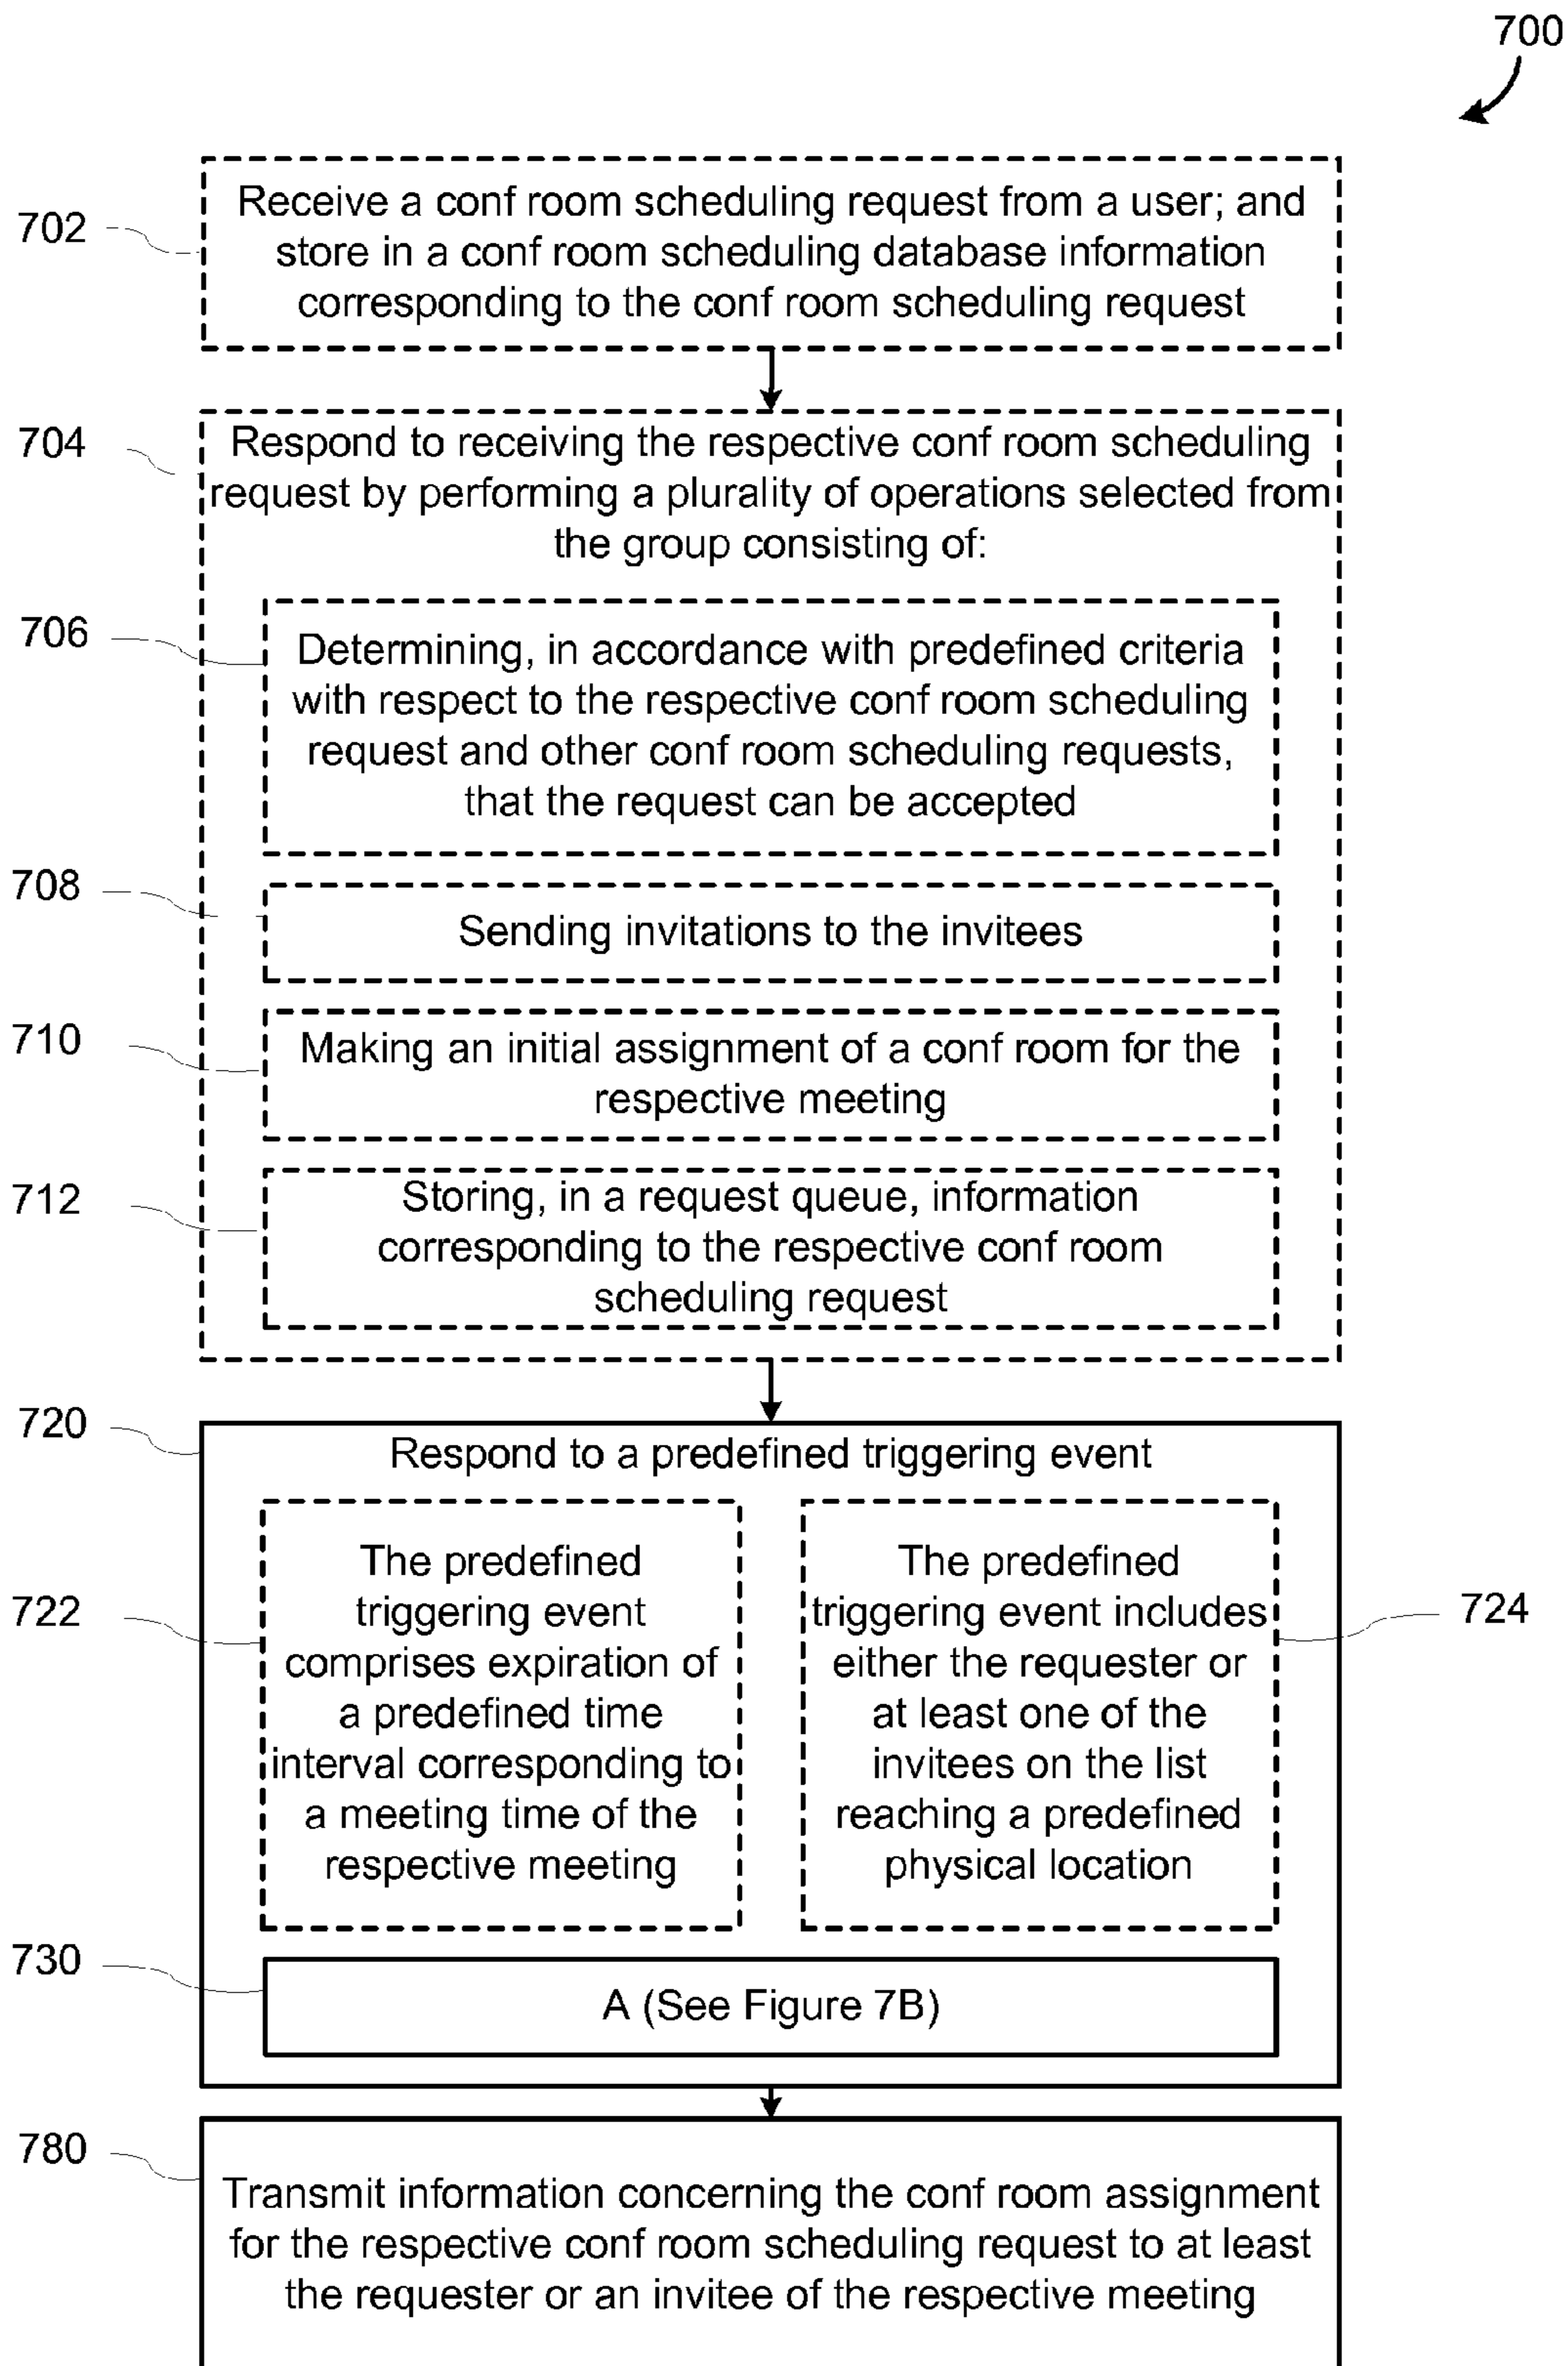 700
702
Receive a conf room scheduling request from a user; and
store in a conf room scheduling database information
corresponding to the conf room scheduling request
704
Respond to receiving the respective conf room scheduling
request by performing a plurality of operations selected from
the group consisting of:
706
Determining, in accordance with predefined criteria
with respect to the respective conf room scheduling
request and other conf room scheduling requests,
that the request can be accepted
708
Sending invitations to the invitees
710
Making an initial assignment of a conf room for the
respective meeting
712
Storing, in a request queue, information
corresponding to the respective conf room
scheduling request
720
Respond to a predefined triggering event
722
The predefined
triggering event
comprises expiration of
a predefined time
interval corresponding to
a meeting time of the
respective meeting
The predefined
triggering event includes
either the requester or
at least one of the
invitees on the list
reaching a predefined
physical location
724
730
A (See Figure 7B)
780
Transmit information concerning the conf room assignment
for the respective conf room scheduling request to at least
the requester or an invitee of the respective meeting